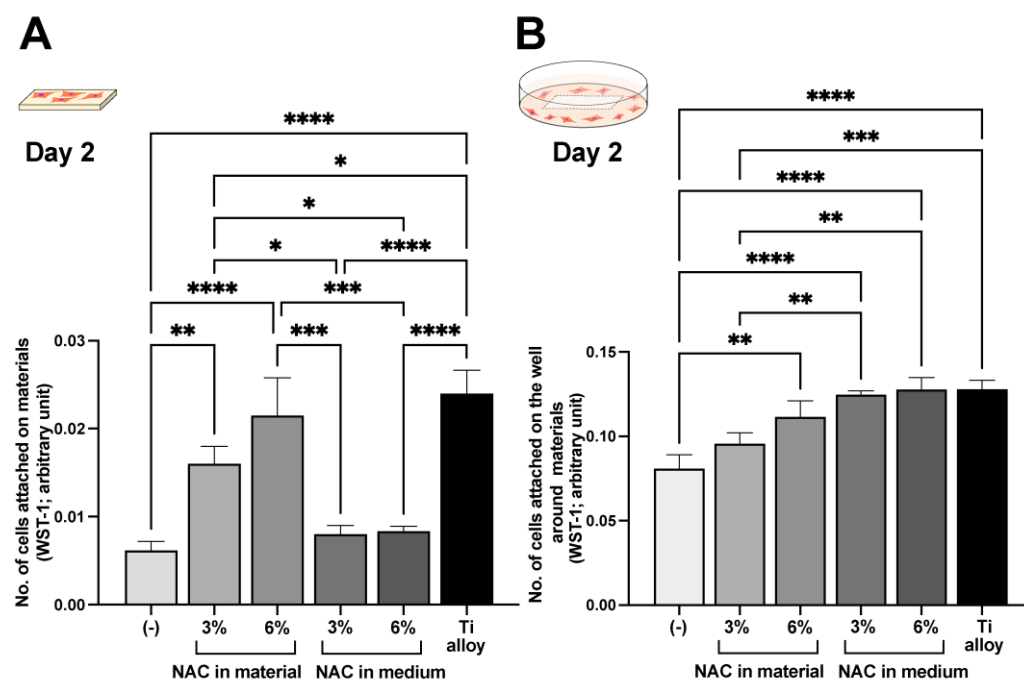 A
Day 2
****
*
*
*
****
****
***
**
***
****
No. of cells attached on materials
(WST-1; arbitrary unit)
0.03
0.02
0.01
0.00
(-)
3%
6%
3%
6%
Ti
alloy
NAC in material
NAC in medium
B
Day 2
****
***
****
**
****
**
**
No. of cells attached on the well
around materials
(WST-1; arbitrary unit)
0.15
0.10
0.05
0.00
(-)
3%
6%
3%
6%
Ti
alloy
NAC in material
NAC in medium